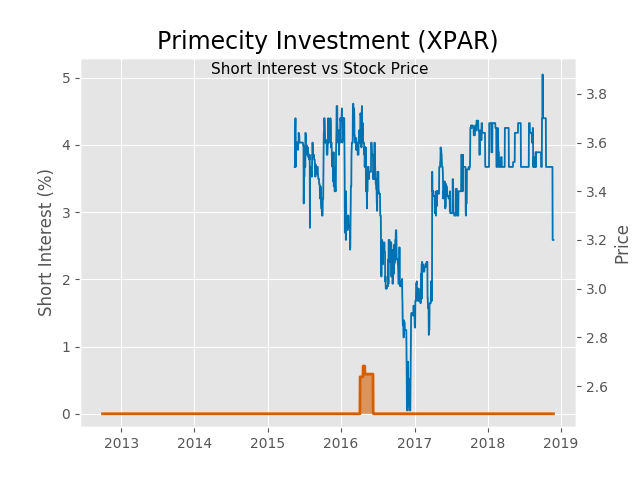 Primecity Investment (XPAR)
Short Interest vs Stock Price
Short Interest (%)
5
4
3
2
1
0
3.8
3.6
3.4
3.2
3.0
2.8
2.6
Price
2013 2014 2015 2016 2017 2018 2019